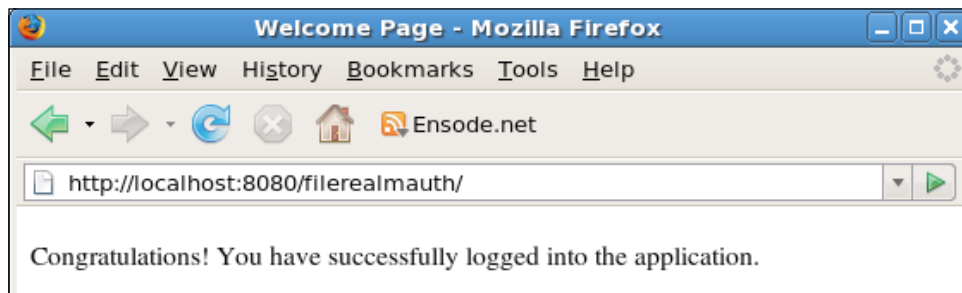 Welcome Page - Mozilla Firefox
File Edit View History Bookmarks Tools Help
Ensode.net
http://localhost:8080/filerealmauth/
Congratulations! You have successfully logged into the application.